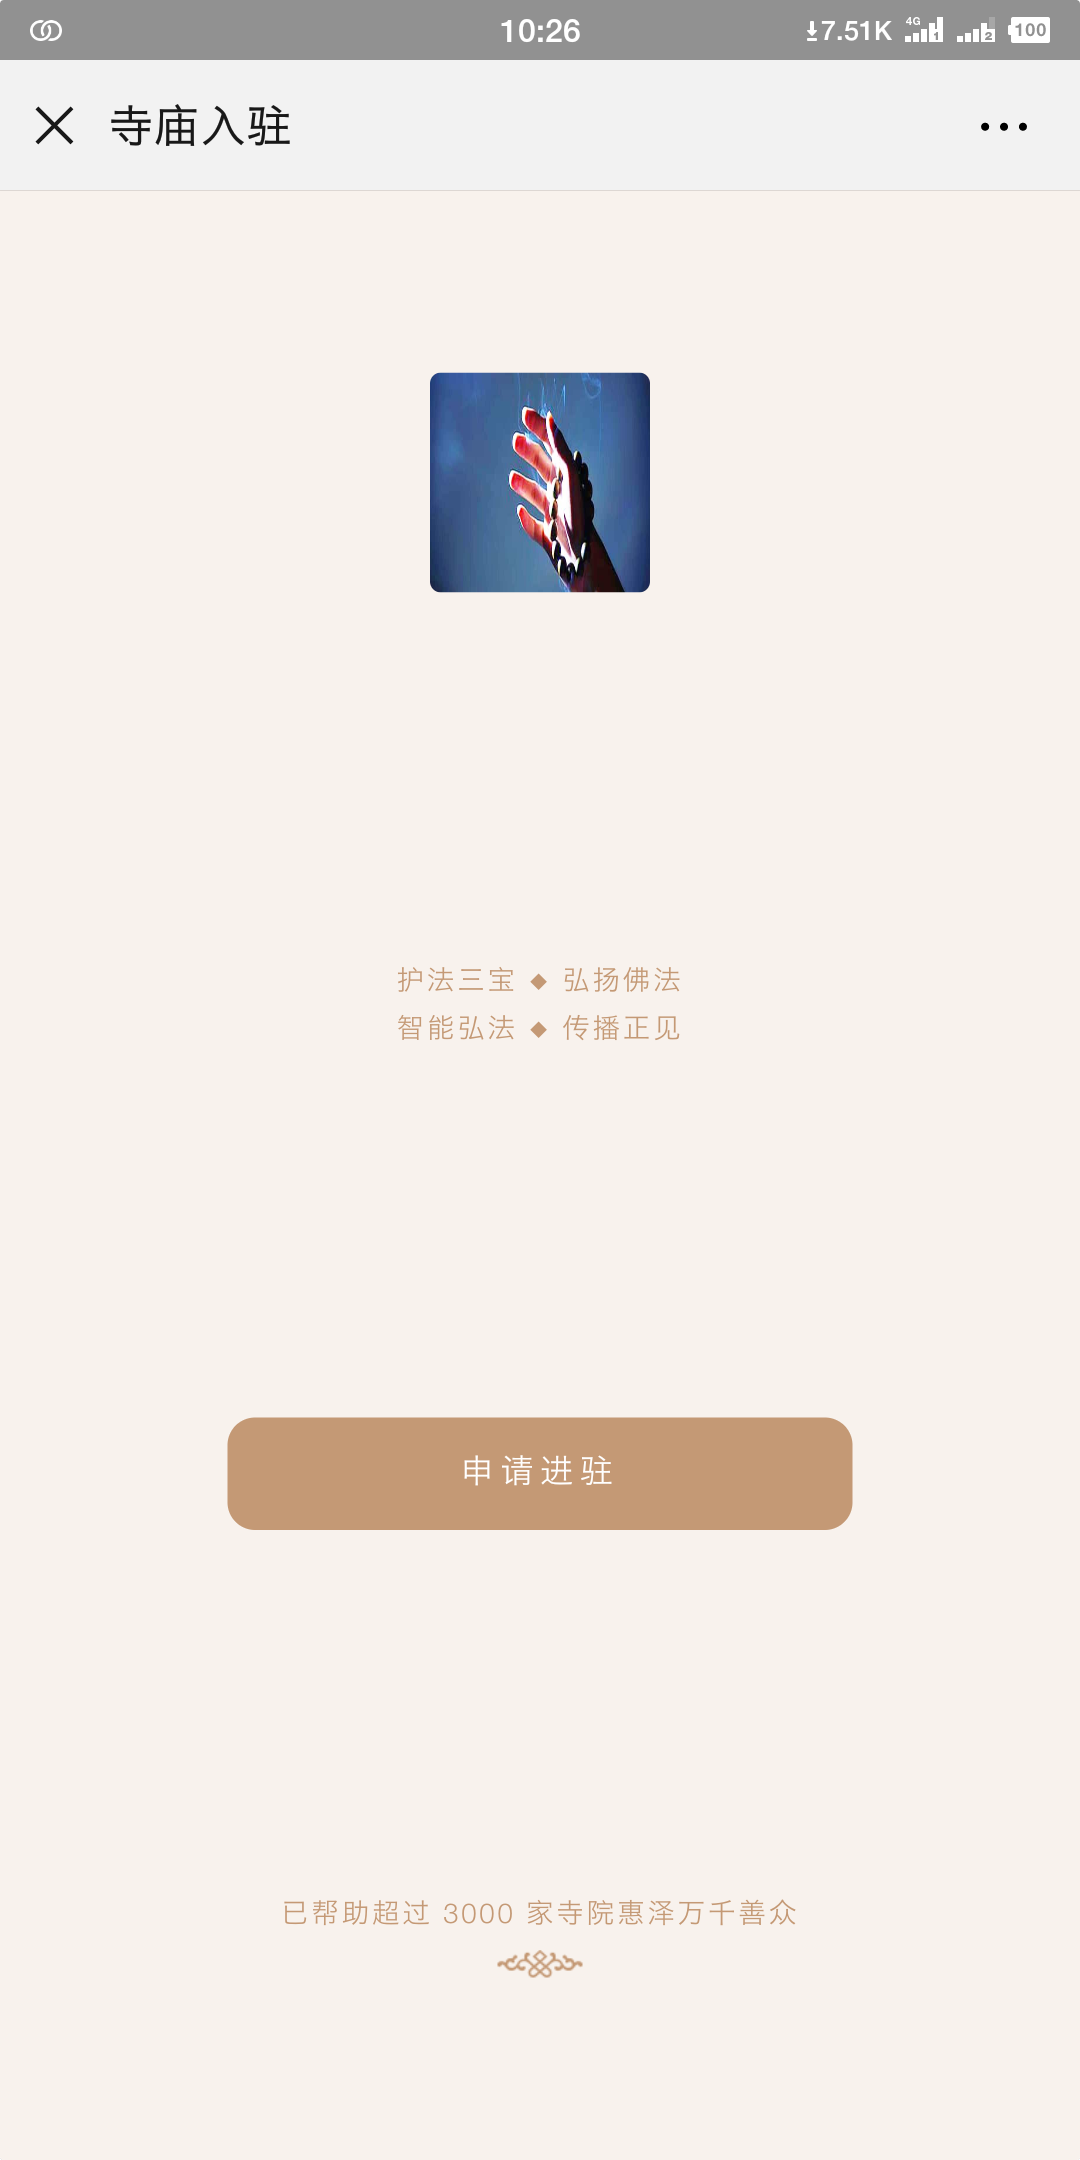 10:26
7.51K 4G 1 2 100
寺庙入驻
护法三宝 ◆ 弘扬佛法
智能弘法 ◆ 传播正见
申请进驻
已帮助超过 3000 家寺院惠泽万千善众